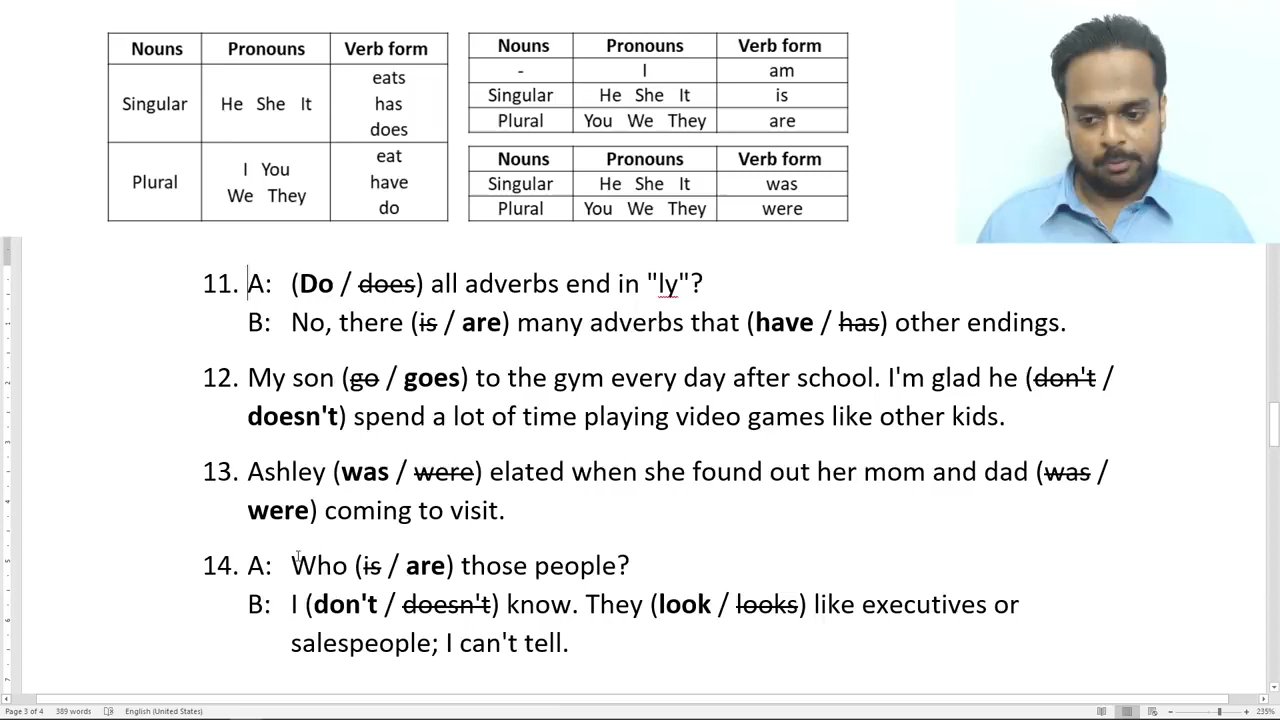 Nouns Pronouns Verb form
Singular He She It eats
has
does
Plural I You
We They eat
have
do
Nouns Pronouns Verb form
- I am
Singular He She It is
Plural You We They are
Nouns Pronouns Verb form
Singular He She It was
Plural You We They were
11. A: (Do / does) all adverbs end in "ly"?
B: No, there (is / are) many adverbs that (have / has) other endings.
12. My son (go / goes) to the gym every day after school. I'm glad he (don't /
doesn't) spend a lot of time playing video games like other kids.
13. Ashley (was / were) elated when she found out her mom and dad (was /
were) coming to visit.
14. A: Who (is / are) those people?
B: I (don't / doesn't) know. They (look / looks) like executives or
salespeople; I can't tell.
Page 3 of 4 389 words English (United States) 235%